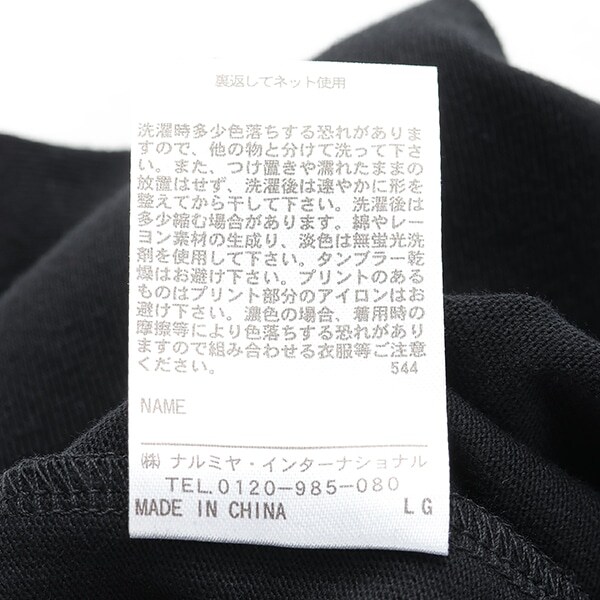 裏返してネット使用
洗濯時多少色落ちする恐れがありま
すので、他の物と分けて洗って下さ
い。また、つけ置きや濡れたままの
放置はせず、洗濯後は速やかに形を
整えてから干して下さい。洗濯後は
多少縮む場合があります。綿やレー
ヨン素材の生成り、淡色は無蛍光洗
剤を使用して下さい。タンブラー乾
燥はお避け下さい。プリントのある
ものはプリント部分のアイロンはお
避け下さい。濃色の場合、着用時の
摩擦等により色落ちする恐れがあり
ますので組み合わせる衣服等ご注意
ください。 544
NAME
㈱ ナルミヤ・インターナショナル
TEL.0120-985-080
MADE IN CHINA LG